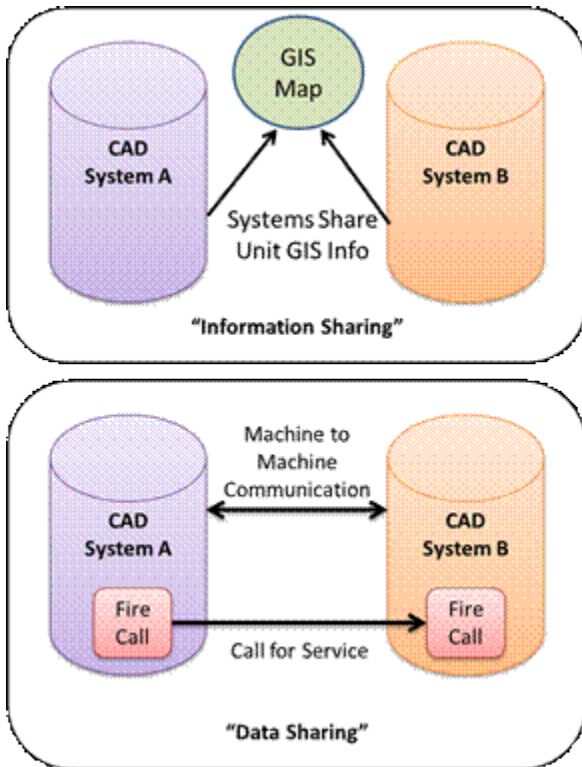 GIS
Map
CAD
System A
CAD
System B
Systems Share
Unit GIS Info
“Information Sharing”
Machine to
Machine
Communication
CAD
System A
CAD
System B
Fire
Call
Fire
Call
Call for Service
“Data Sharing”